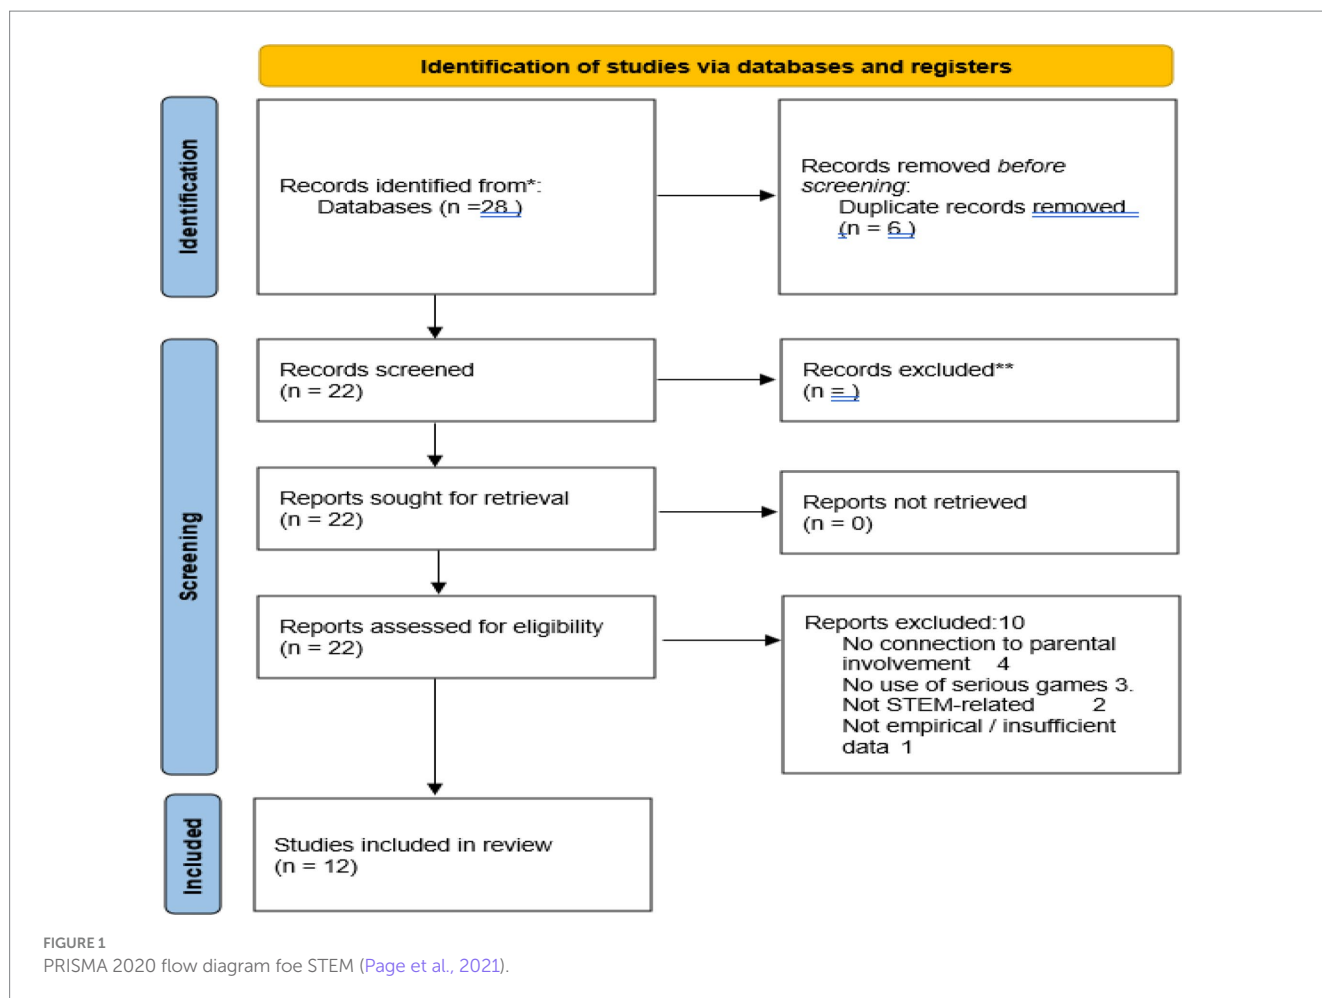 Identification of studies via databases and registers
Identification
Records identified from*:
Databases (n =28 )
Records removed before
screening:
Duplicate records removed
(n = 6 )
Screening
Records screened
(n = 22)
Records excluded**
(n = )
Reports sought for retrieval
(n = 22)
Reports not retrieved
(n = 0)
Reports assessed for eligibility
(n = 22)
Reports excluded:10
No connection to parental
involvement 4
No use of serious games 3.
Not STEM-related 2
Not empirical / insufficient
data 1
Included
Studies included in review
(n = 12)
FIGURE 1
PRISMA 2020 flow diagram foe STEM (Page et al., 2021).